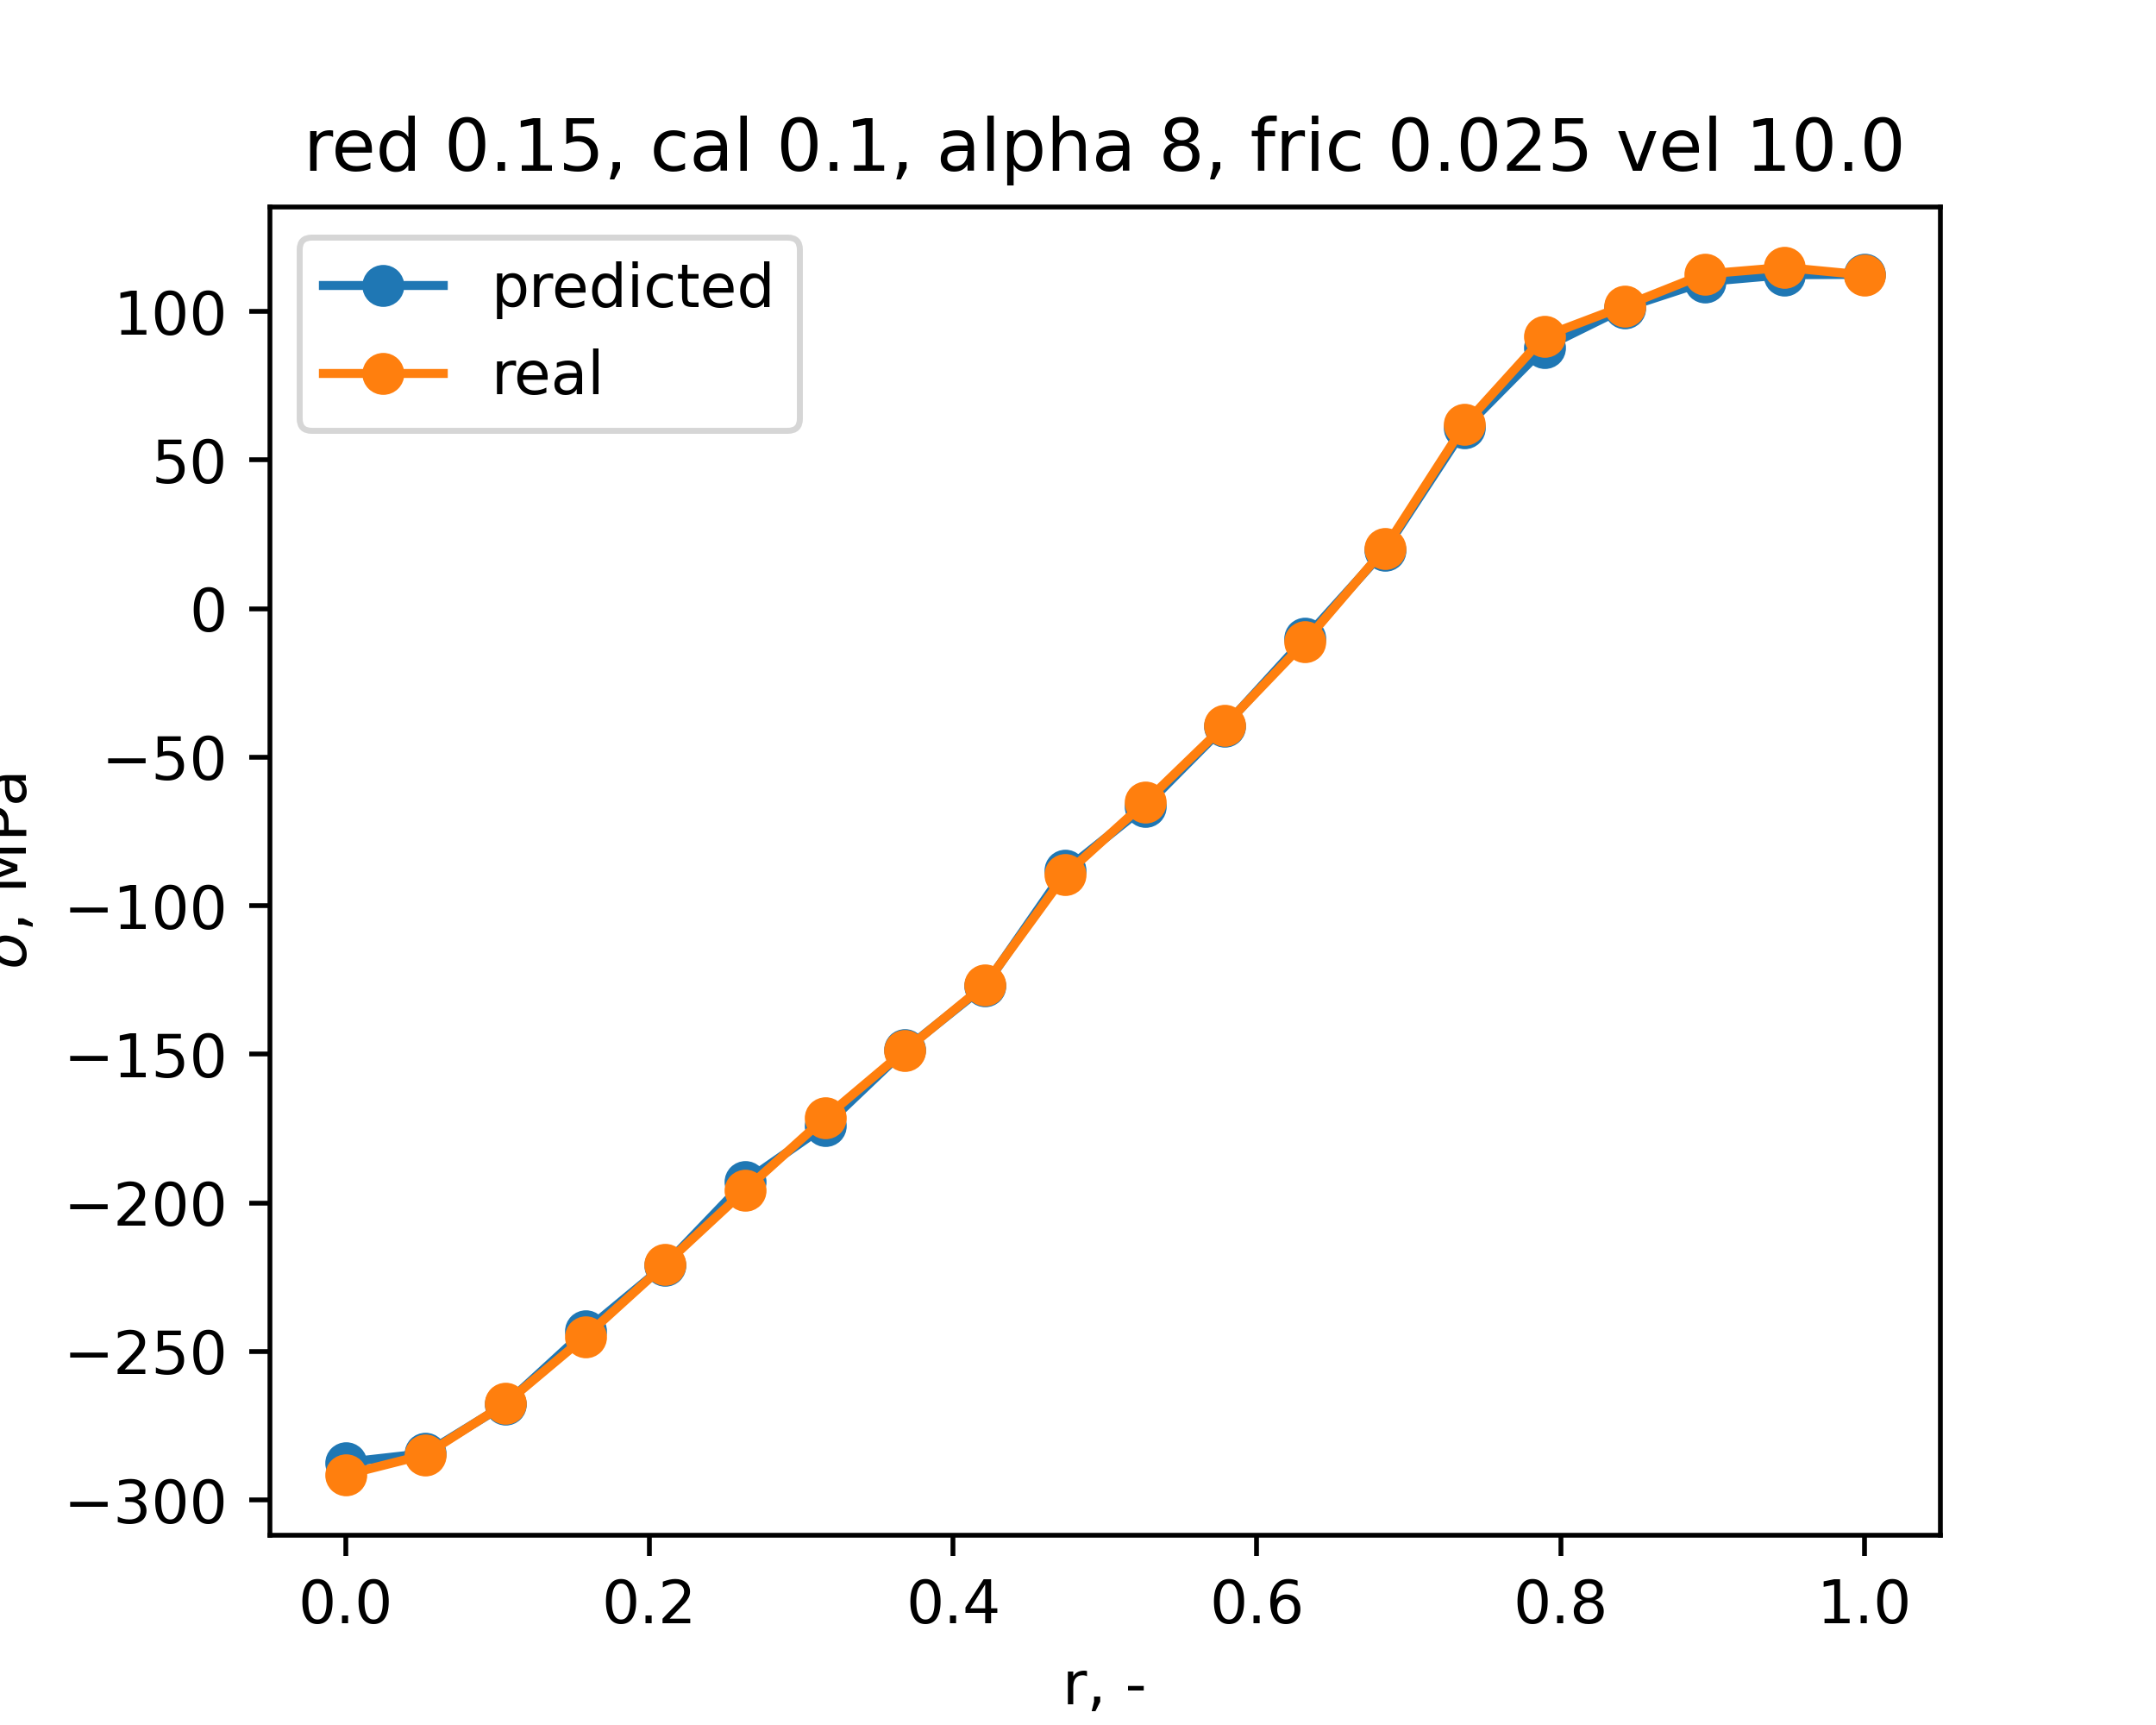 red 0.15, cal 0.1, alpha 8, fric 0.025 vel 10.0
predicted
real
100
50
0
−50
−100
−150
−200
−250
−300
, MPa
0.0 0.2 0.4 0.6 0.8 1.0
r, -